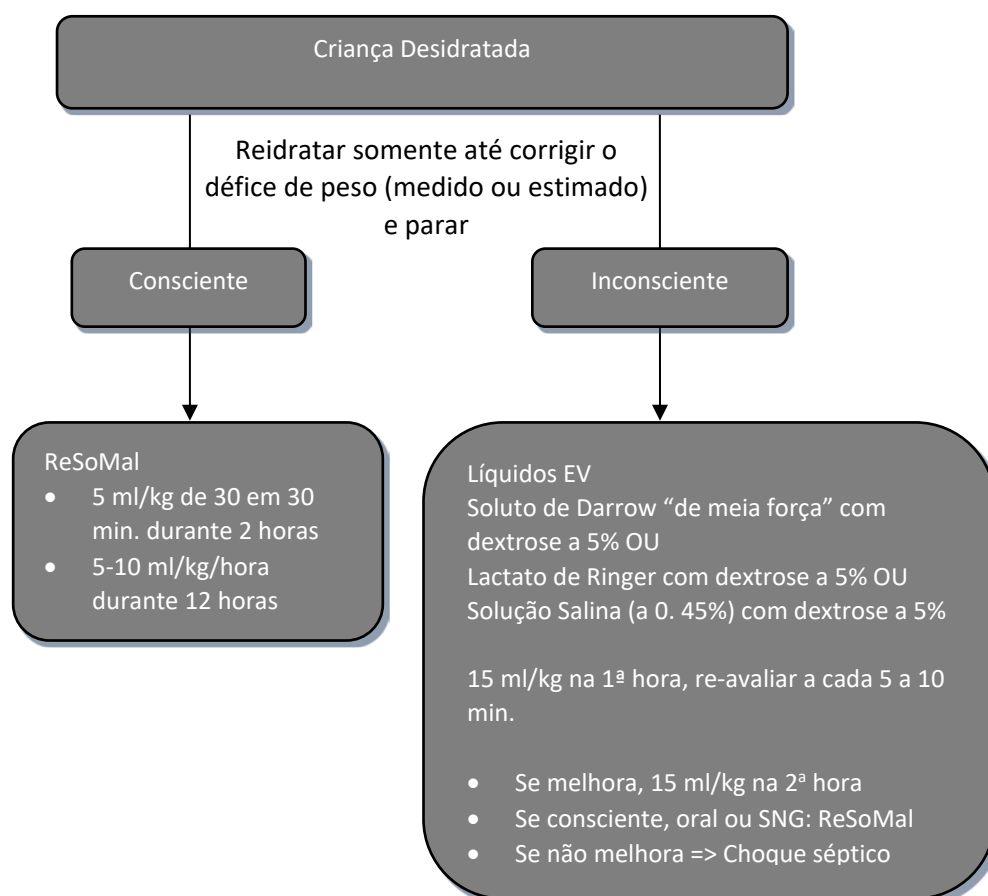 Criança Desidratada
Reidratar somente até corrigir o
défice de peso (medido ou estimado)
e parar
Consciente
Inconsciente
ReSoMal
• 5 ml/kg de 30 em 30
min. durante 2 horas
• 5-10 ml/kg/hora
durante 12 horas
Líquidos EV
Soluto de Darrow “de meia força” com
dextrose a 5% OU
Lactato de Ringer com dextrose a 5% OU
Solução Salina (a 0. 45%) com dextrose a 5%
15 ml/kg na 1ª hora, re-avaliar a cada 5 a 10
min.
• Se melhora, 15 ml/kg na 2ª hora
• Se consciente, oral ou SNG: ReSoMal
• Se não melhora => Choque séptico